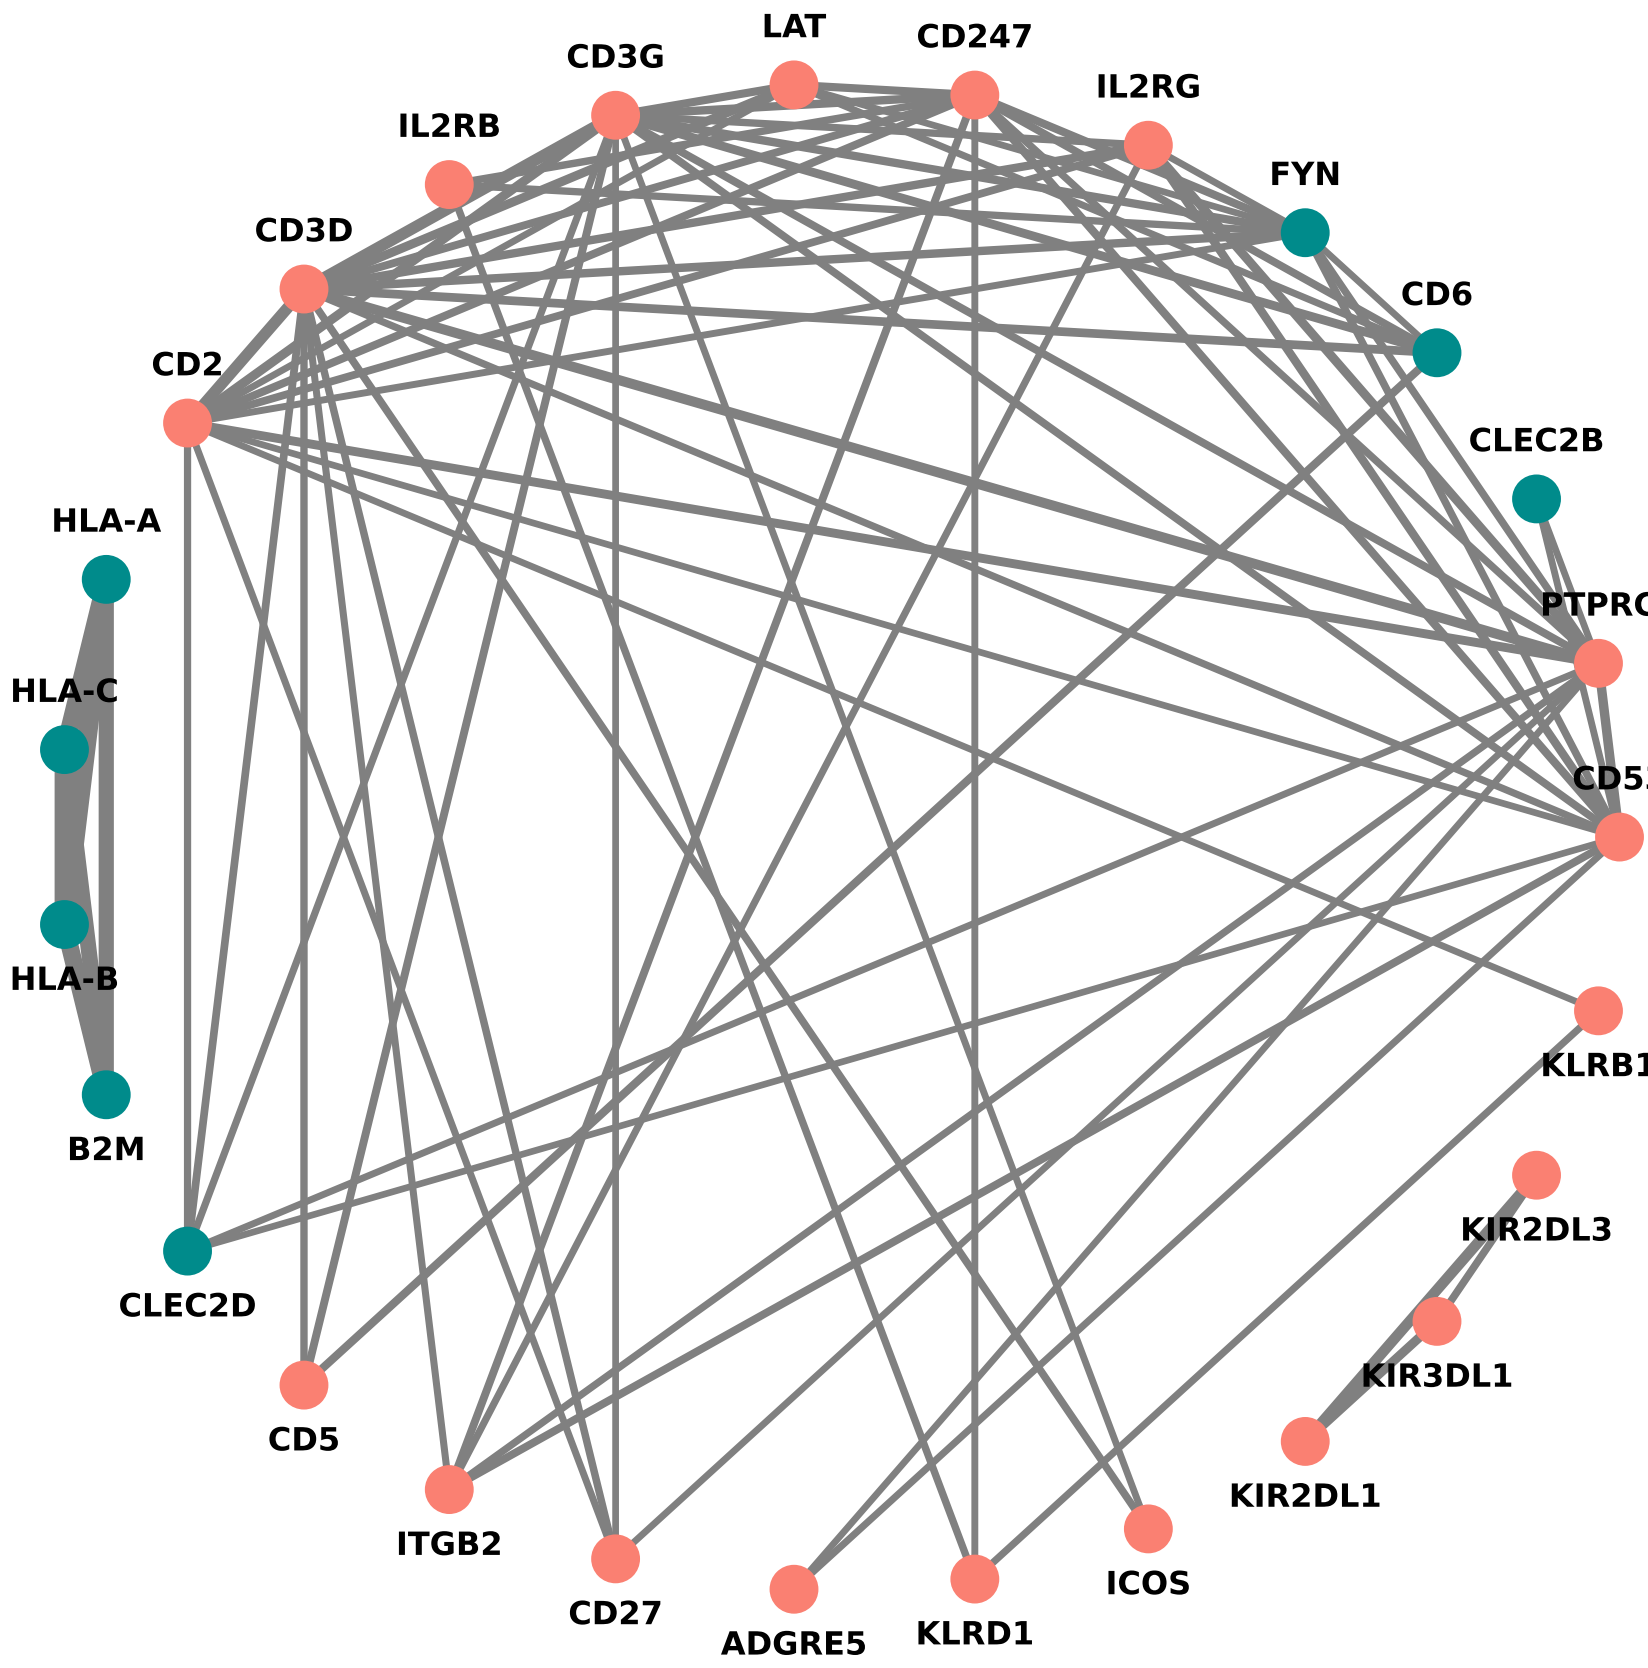 LAT
CD247
CD3G
IL2RG
IL2RB
FYN
CD3D
CD6
CD2
CLEC2B
HLA-A
PTPRC
HLA-C
CD5
HLA-B
KLRB1
B2M
KIR2DL3
CLEC2D
KIR3DL1
CD5
KIR2DL1
ITGB2
ICOS
CD27
KLRD1
ADGRE5